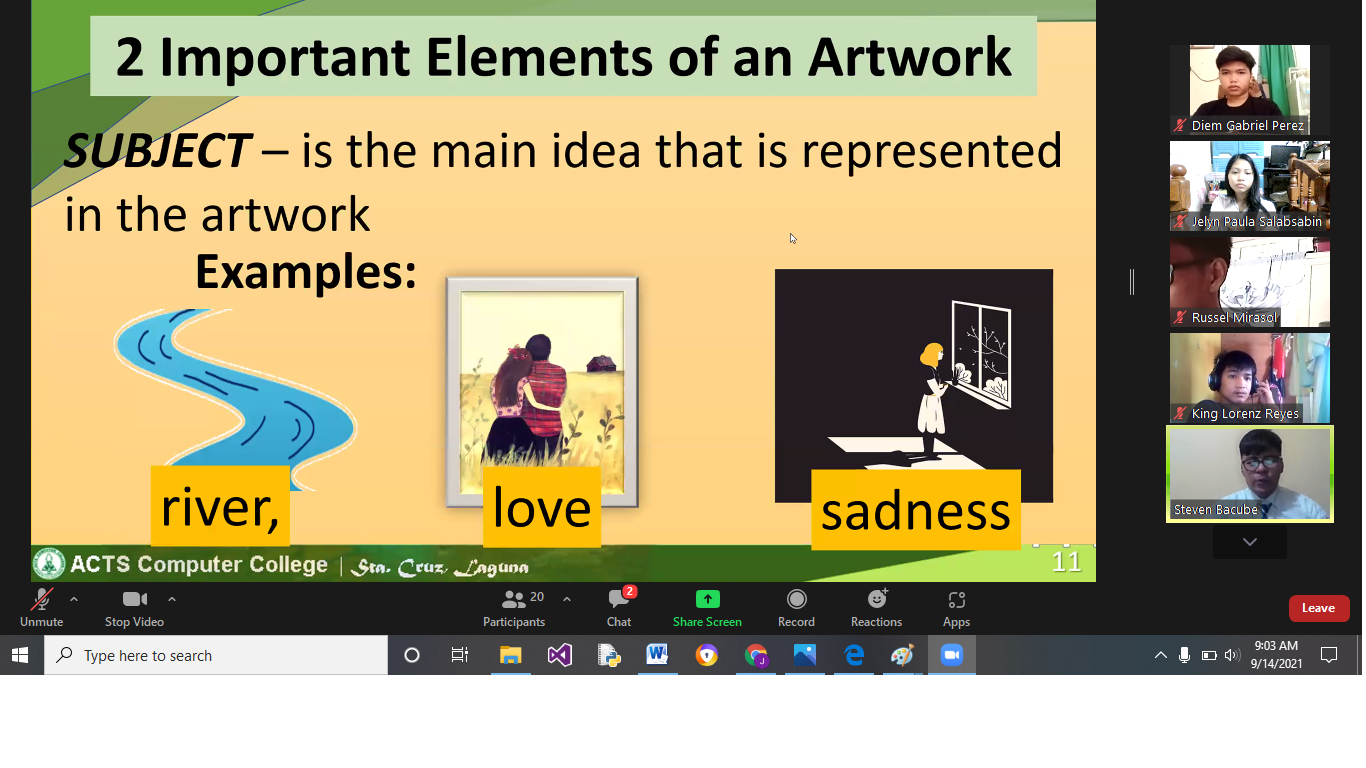 2 Important Elements of an Artwork
SUBJECT – is the main idea that is represented
in the artwork
Examples:
river,
love
sadness
ACTS Computer College | Sta. Cruz, Laguna
11
Diem Gabriel Perez
Jelyn Paula Salabsabin
Russel Mirasol
King Lorenz Reyes
Steven Bacube
Unmute
Stop Video
20
Participants
2
Chat
Share Screen
Record
Reactions
Apps
Leave
Type here to search
9:03 AM
9/14/2021